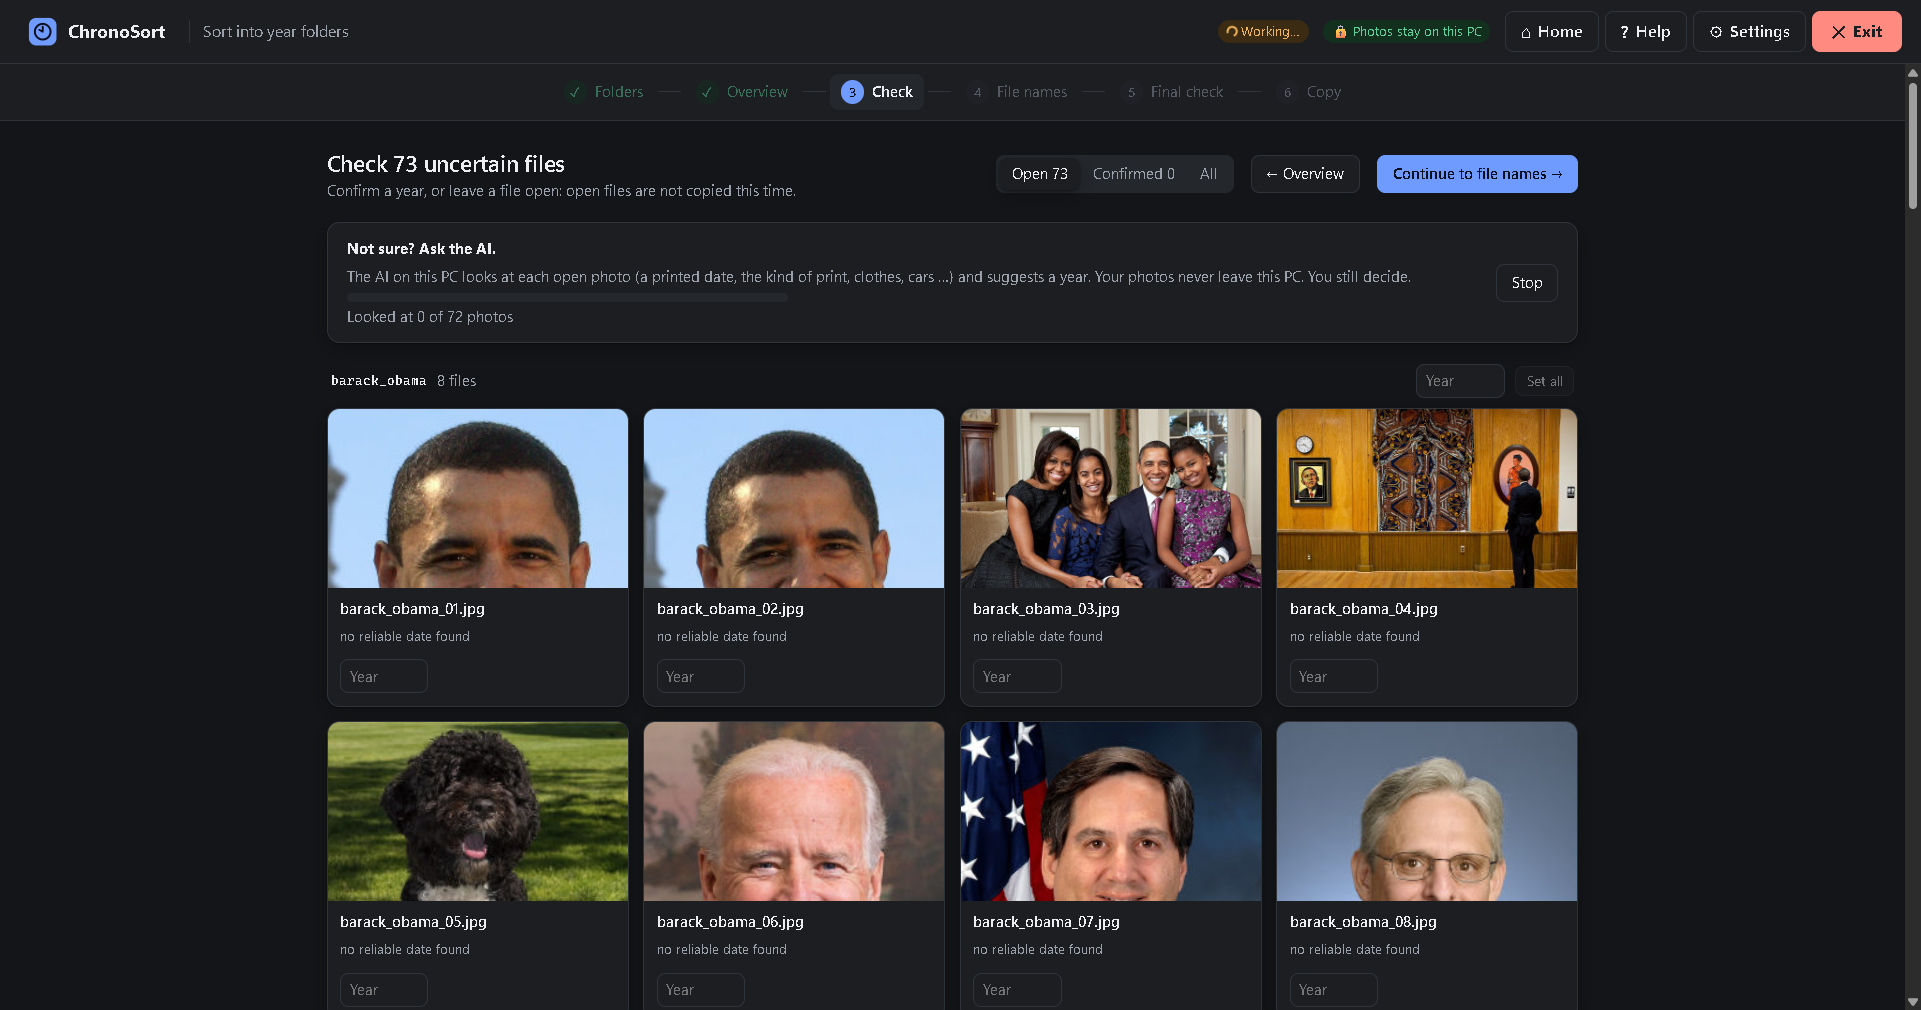 ChronoSort
Sort into year folders
Working...
Photos stay on this PC
Home
? Help
Settings
Exit
Folders
Overview
3 Check
4 File names
5 Final check
6 Copy
Check 73 uncertain files
Confirm a year, or leave a file open: open files are not copied this time.
Open 73
Confirmed 0
All
← Overview
Continue to file names →
Not sure? Ask the AI.
The AI on this PC looks at each open photo (a printed date, the kind of print, clothes, cars ...) and suggests a year. Your photos never leave this PC. You still decide.
Looked at 0 of 72 photos
Stop
barack_obama 8 files
Year
Set all
barack_obama_01.jpg
no reliable date found
Year
barack_obama_02.jpg
no reliable date found
Year
barack_obama_03.jpg
no reliable date found
Year
barack_obama_04.jpg
no reliable date found
Year
barack_obama_05.jpg
no reliable date found
Year
barack_obama_06.jpg
no reliable date found
Year
barack_obama_07.jpg
no reliable date found
Year
barack_obama_08.jpg
no reliable date found
Year